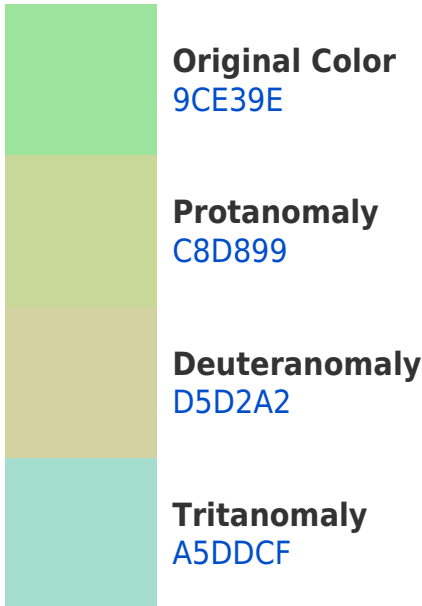 Original Color
9CE39E
Protanomaly
C8D899
Deuteranomaly
D5D2A2
Tritanomaly
A5DDCF